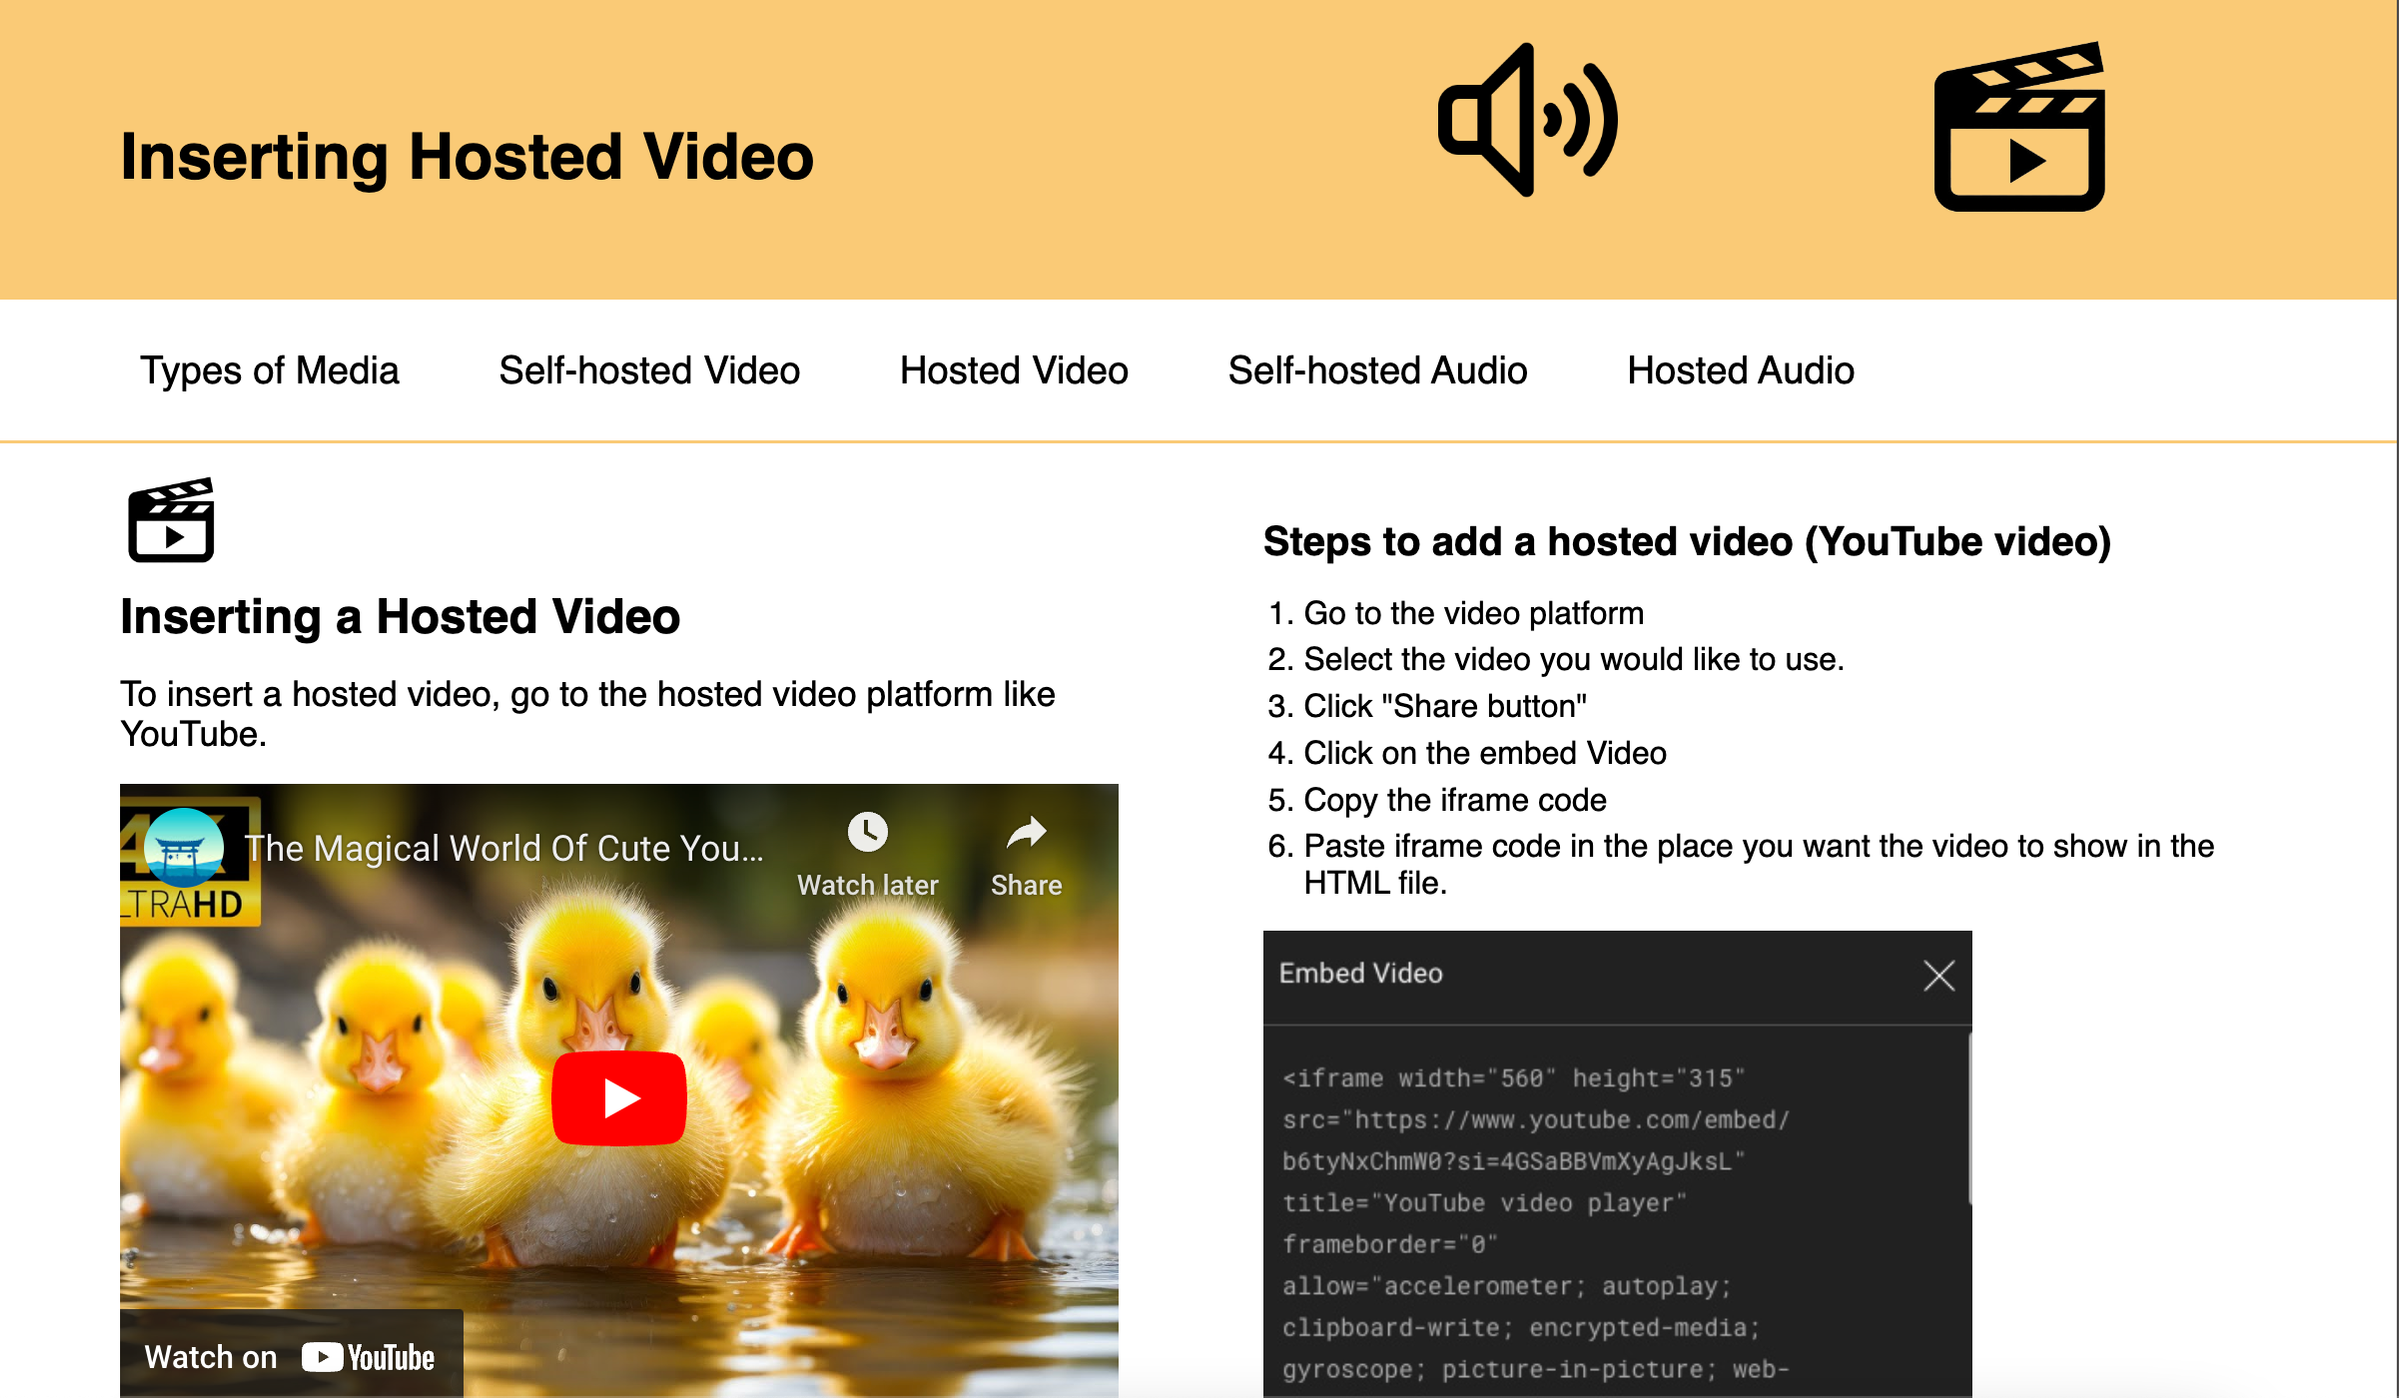 Inserting Hosted Video
Types of Media
Self-hosted Video
Hosted Video
Self-hosted Audio
Hosted Audio
Inserting a Hosted Video
To insert a hosted video, go to the hosted video platform like
YouTube.
The Magical World Of Cute You...
Watch later
Share
LTRAHD
Watch on YouTube
Steps to add a hosted video (YouTube video)
1. Go to the video platform
2. Select the video you would like to use.
3. Click "Share button"
4. Click on the embed Video
5. Copy the iframe code
6. Paste iframe code in the place you want the video to show in the
HTML file.
Embed Video
<iframe width="560" height="315"
src="https://www.youtube.com/embed/
b6tyNxChmW0?si=4GSaBBVmXyAgJksL"
title="YouTube video player"
frameborder="0"
allow="accelerometer; autoplay;
clipboard-write; encrypted-media;
gyroscope; picture-in-picture; web-